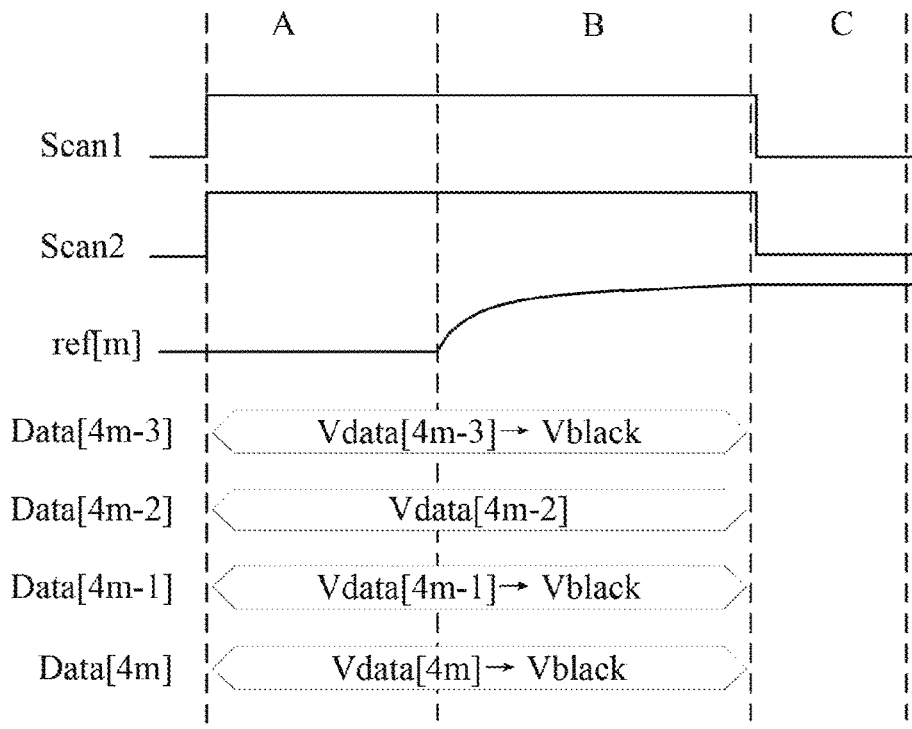 A B C
Scan1
Scan2
ref[m]
Data[4m-3] Vdata[4m-3]→ Vblack
Data[4m-2] Vdata[4m-2]
Data[4m-1] Vdata[4m-1]→ Vblack
Data[4m] Vdata[4m]→ Vblack